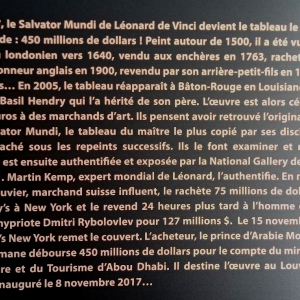 , le Salvator Mundi de Léonard de Vinci devient le tableau le
de : 450 millions de dollars ! Peint autour de 1500, il a été vu
londonien vers 1640, vendu aux enchères en 1763, rachet
onneur anglais en 1900, revendu par son arrière-petit-fils en 1
s... En 2005, le tableau réapparaît à Bâton-Rouge en Louisian
Basil Hendry qui l'a hérité de son père. L'œuvre est alors cé
uros à des marchands d'art. Ils pensent avoir retrouvé l'origina
vator Mundi, le tableau du maître le plus copié par ses disc
aché sous les repeints successifs. Ils le font examiner et n
est ensuite authentifiée et exposée par la National Gallery d
. Martin Kemp, expert mondial de Léonard, l'authentifie. En m
uvier, marchand suisse influent, le rachète 75 millions de do
y's à New York et le revend 24 heures plus tard à l'homme
hypriote Dmitri Rybolovlev pour 127 millions $. Le 15 novem
's New York remet le couvert. L'acheteur, le prince d'Arabie Mo
mane débourse 450 millions de dollars pour le compte du mi
re et du Tourisme d'Abou Dhabi. Il destine l'œuvre au Lou
inauguré le 8 novembre 2017...